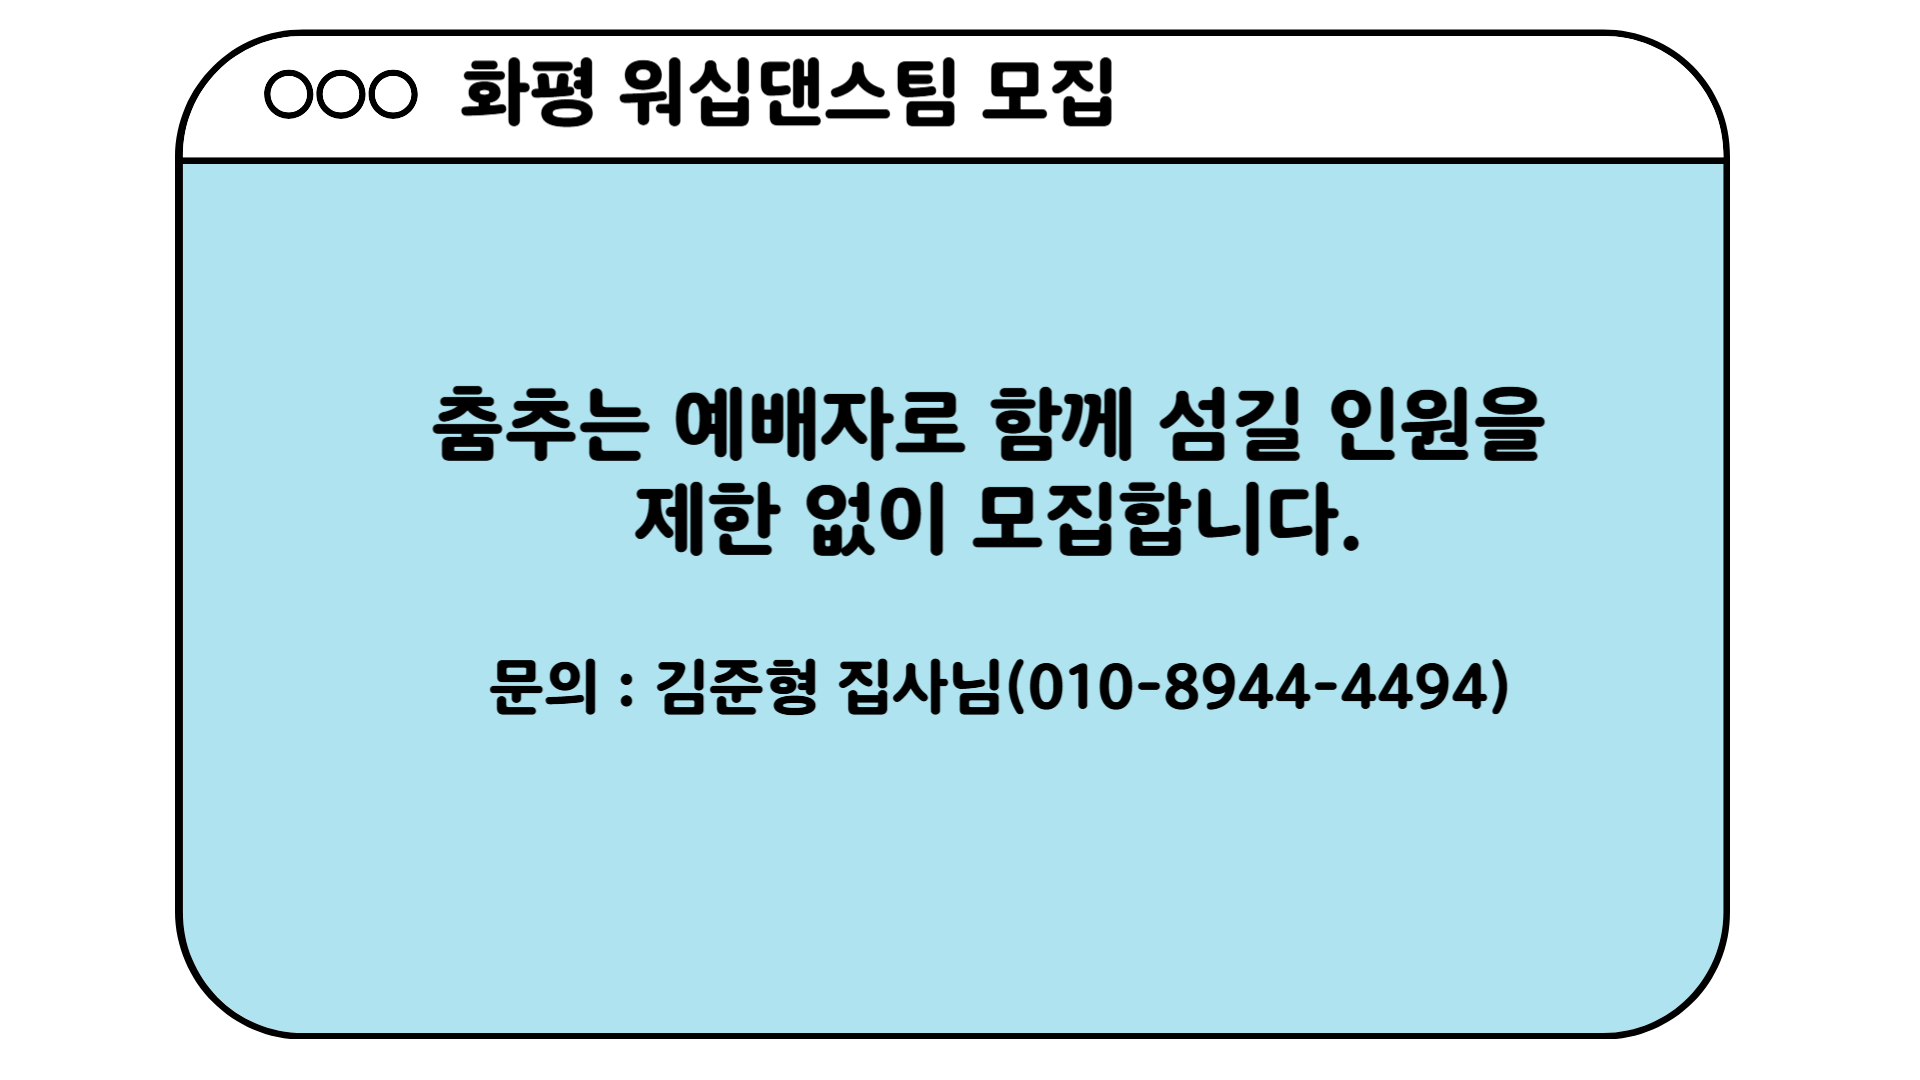 화평 워십댄스팀 모집
춤추는 예배자로 함께 섬길 인원을
제한 없이 모집합니다.
문의 : 김준형 집사님(010-8944-4494)